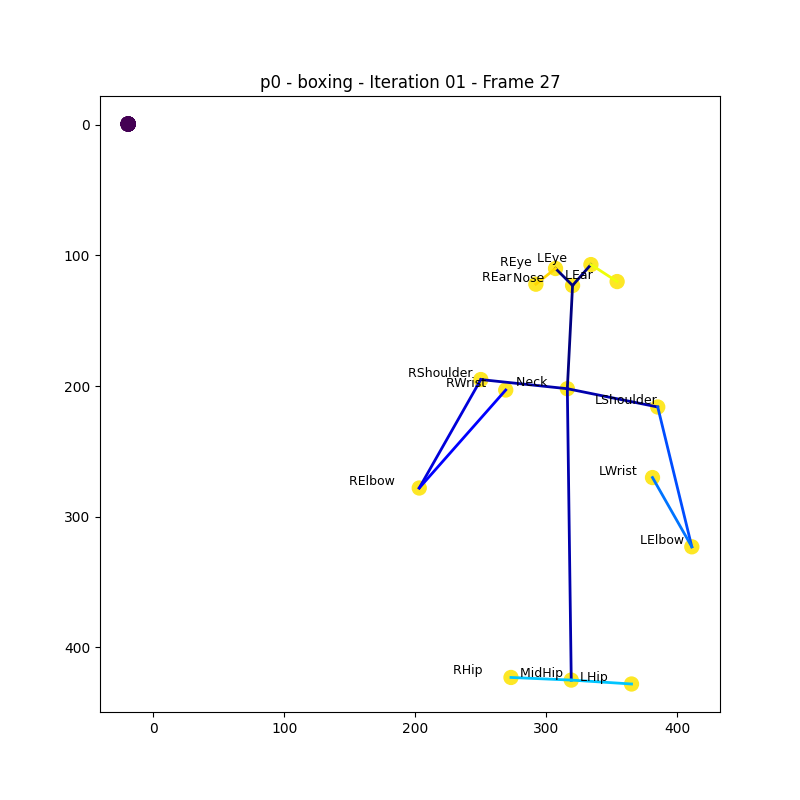 p0 - boxing - Iteration 01 - Frame 27
0
100
200
300
400
REye
LEye
REar
Nose
LEar
RShoulder
RWrist
Neck
LShoulder
RElbow
LWrist
LElbow
RHip
MidHip
LHip
0
100
200
300
400